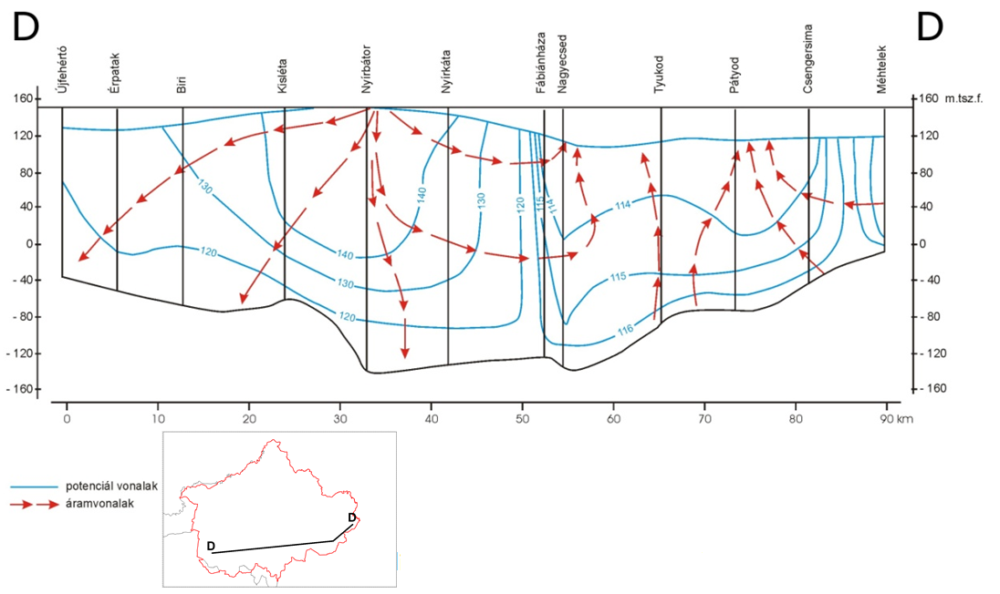 D
D
Újfehértó
Érpatak
Biri
Kisléta
Nyírbátor
Nyírkáta
Fábiánháza
Nagyecsed
Tyukod
Pátyod
Csengersima
Méhtelek
160
160 m.tsz.f.
120
120
80
80
40
40
0
0
-40
-40
-80
-80
-120
-120
-160
-160
130
120
140
130
120
140
130
120
115
114
114
115
116
0 10 20 30 40 50 60 70 80 90 km
potenciál vonalak
áramvonalak
D
D